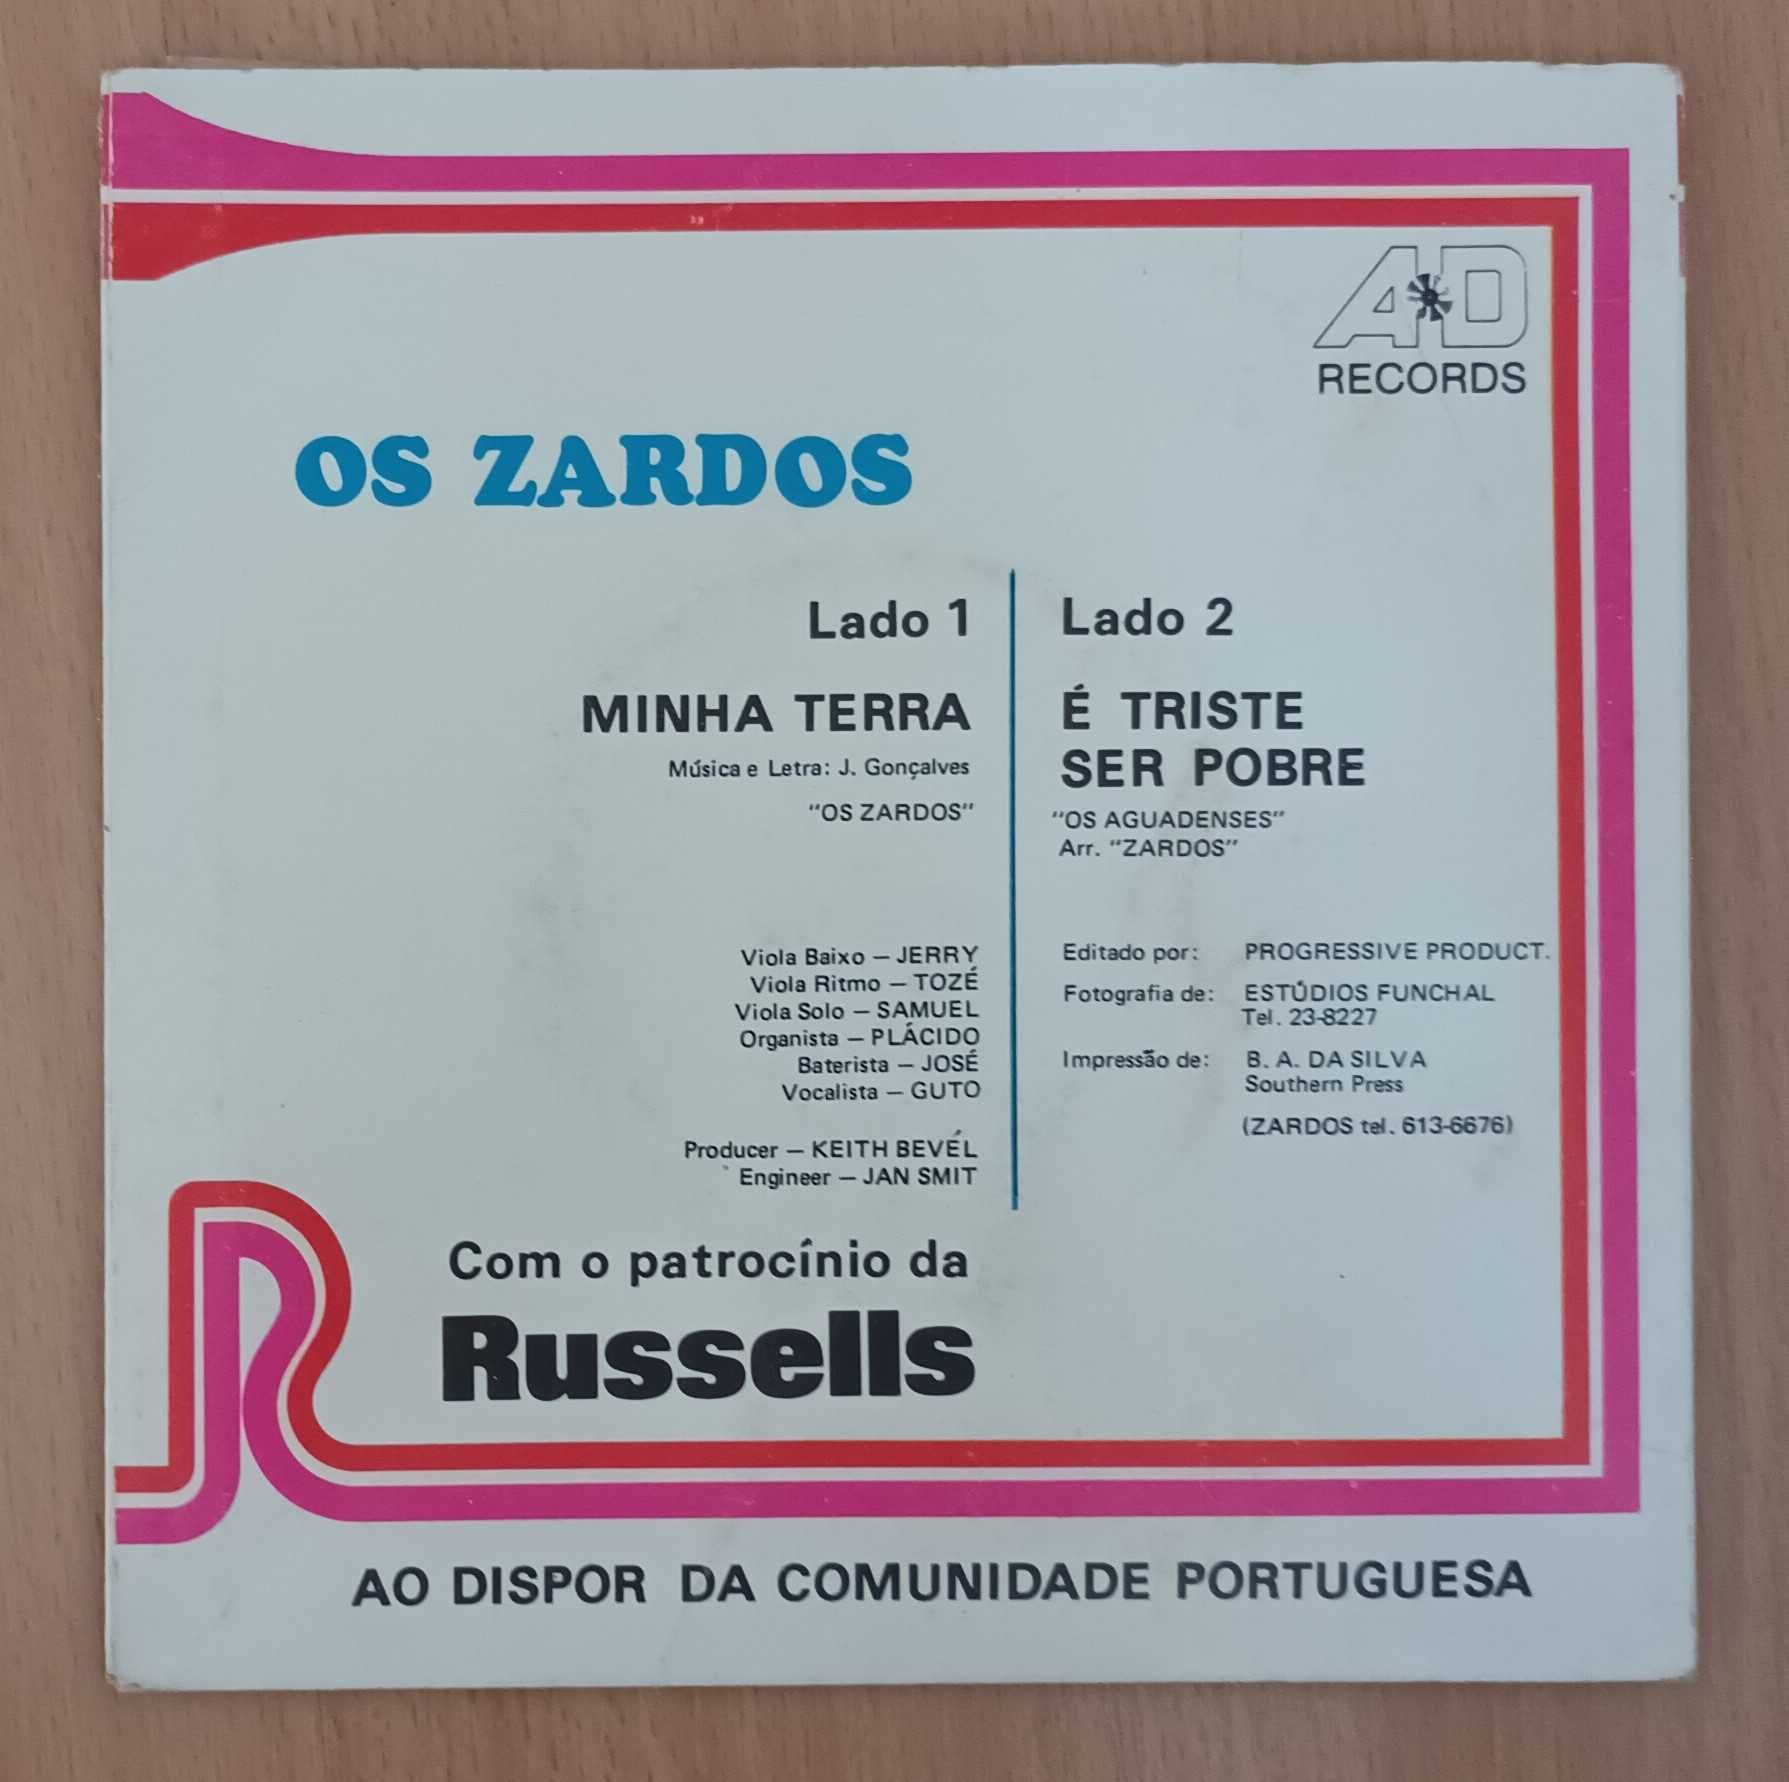 AD
RECORDS
OS ZARDOS
Lado 1
MINHA TERRA
Música e Letra: J. Gonçalves
"OS ZARDOS"
Viola Baixo — JERRY
Viola Ritmo — TOZÉ
Viola Solo — SAMUEL
Organista — PLÁCIDO
Baterista — JOSÉ
Vocalista — GUTO
Producer — KEITH BEVÉL
Engineer — JAN SMIT
Lado 2
É TRISTE
SER POBRE
"OS AGUADENSES"
Arr. "ZARDOS"
Editado por: PROGRESSIVE PRODUCT.
Fotografia de: ESTÚDIOS FUNCHAL
Tel. 23-8227
Impressão de: B. A. DA SILVA
Southern Press
(ZARDOS tel. 613-6676)
Com o patrocínio da
Russells
AO DISPOR DA COMUNIDADE PORTUGUESA